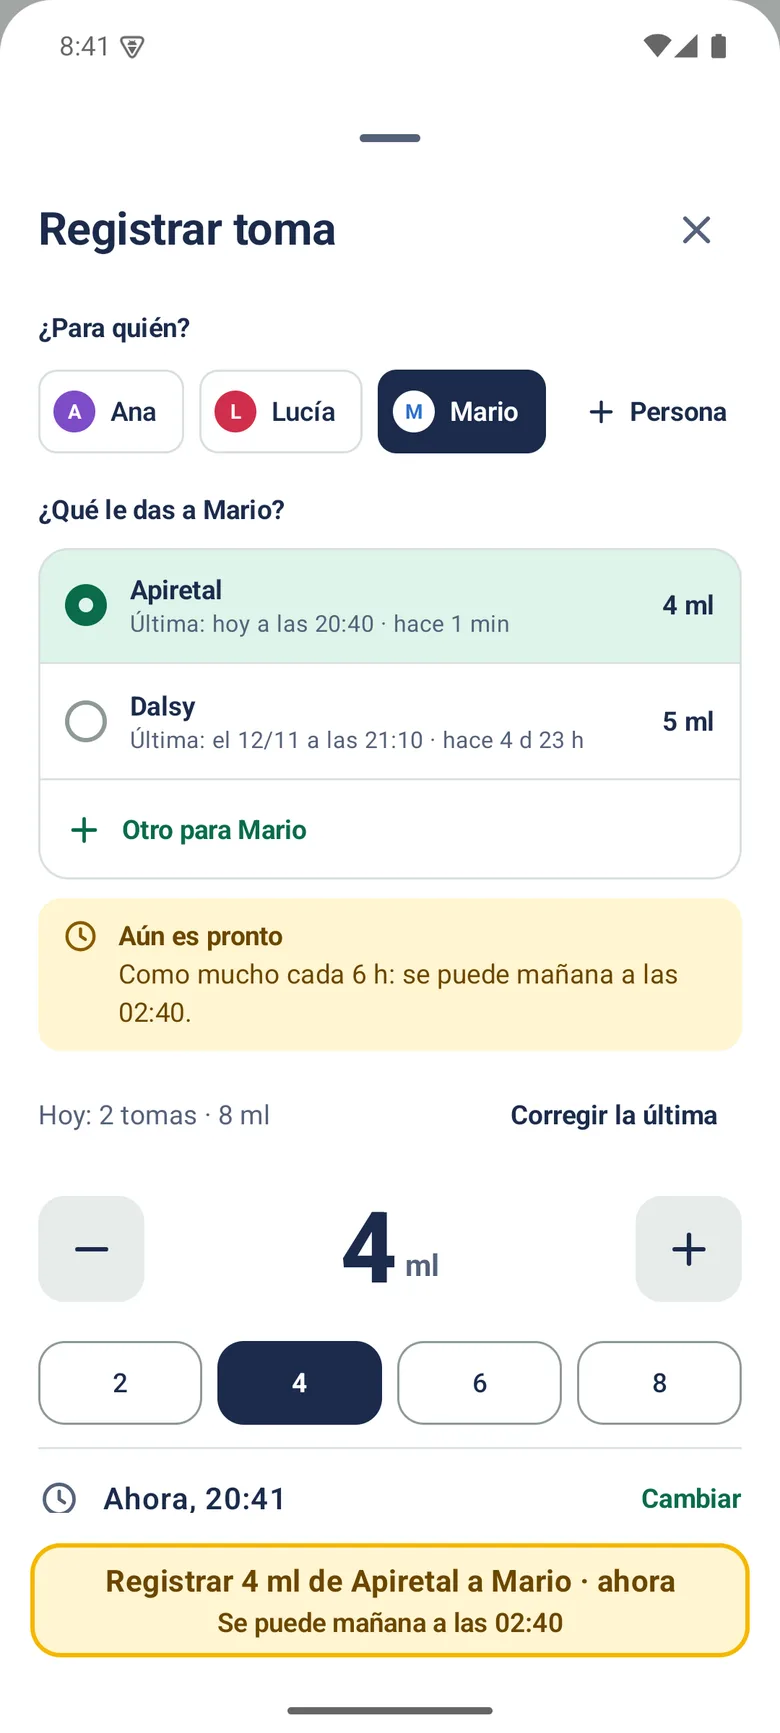 8:41
Registrar toma
¿Para quién?
A Ana
L Lucía
M Mario
+ Persona
¿Qué le das a Mario?
Apiretal
Última: hoy a las 20:40 · hace 1 min
4 ml
Dalsy
Última: el 12/11 a las 21:10 · hace 4 d 23 h
5 ml
+ Otro para Mario
Aún es pronto
Como mucho cada 6 h: se puede mañana a las
02:40.
Hoy: 2 tomas · 8 ml
Corregir la última
− 4 ml +
2 4 6 8
Ahora, 20:41
Cambiar
Registrar 4 ml de Apiretal a Mario · ahora
Se puede mañana a las 02:40